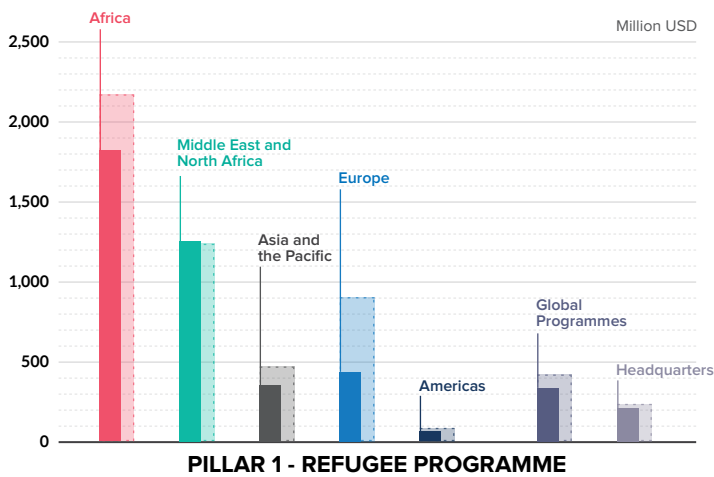 Africa
Million USD
2,500
2,000
Middle East and
North Africa
Europe
1,500
Asia and
the Pacific
1,000
Global
Programmes
500
Headquarters
Americas
0
PILLAR 1 - REFUGEE PROGRAMME